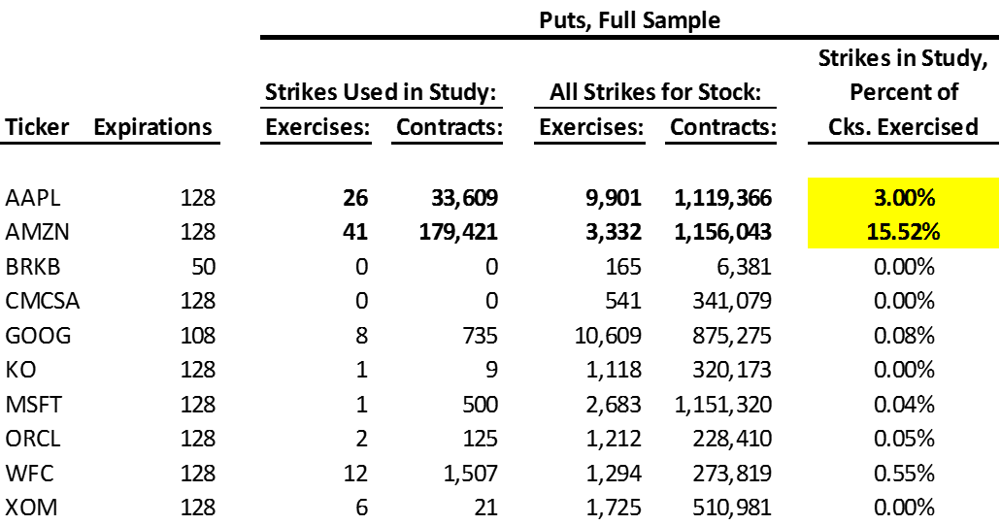 Puts, Full Sample
Strikes in Study,
Strikes Used in Study: All Strikes for Stock: Percent of
Ticker Expirations Exercises: Contracts: Exercises: Contracts: Cks. Exercised
AAPL 128 26 33,609 9,901 1,119,366 3.00%
AMZN 128 41 179,421 3,332 1,156,043 15.52%
BRKB 50 0 0 165 6,381 0.00%
CMCSA 128 0 0 541 341,079 0.00%
GOOG 108 8 735 10,609 875,275 0.08%
KO 128 1 9 1,118 320,173 0.00%
MSFT 128 1 500 2,683 1,151,320 0.04%
ORCL 128 2 125 1,212 228,410 0.05%
WFC 128 12 1,507 1,294 273,819 0.55%
XOM 128 6 21 1,725 510,981 0.00%